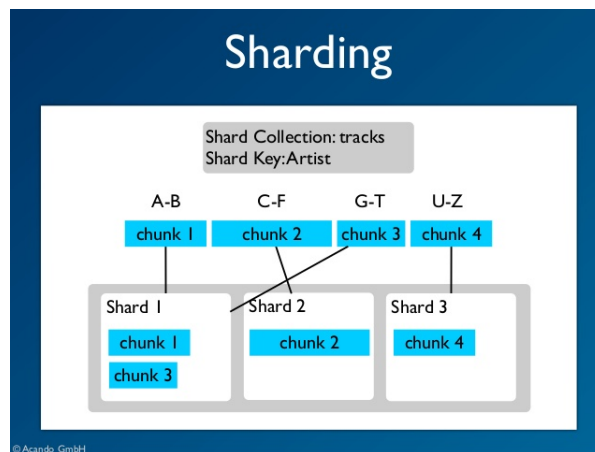 Sharding
Shard Collection: tracks
Shard Key:Artist
A-B C-F G-T U-Z
chunk 1 chunk 2 chunk 3 chunk 4
Shard 1 Shard 2 Shard 3
chunk 1 chunk 2 chunk 4
chunk 3
© Acando GmbH